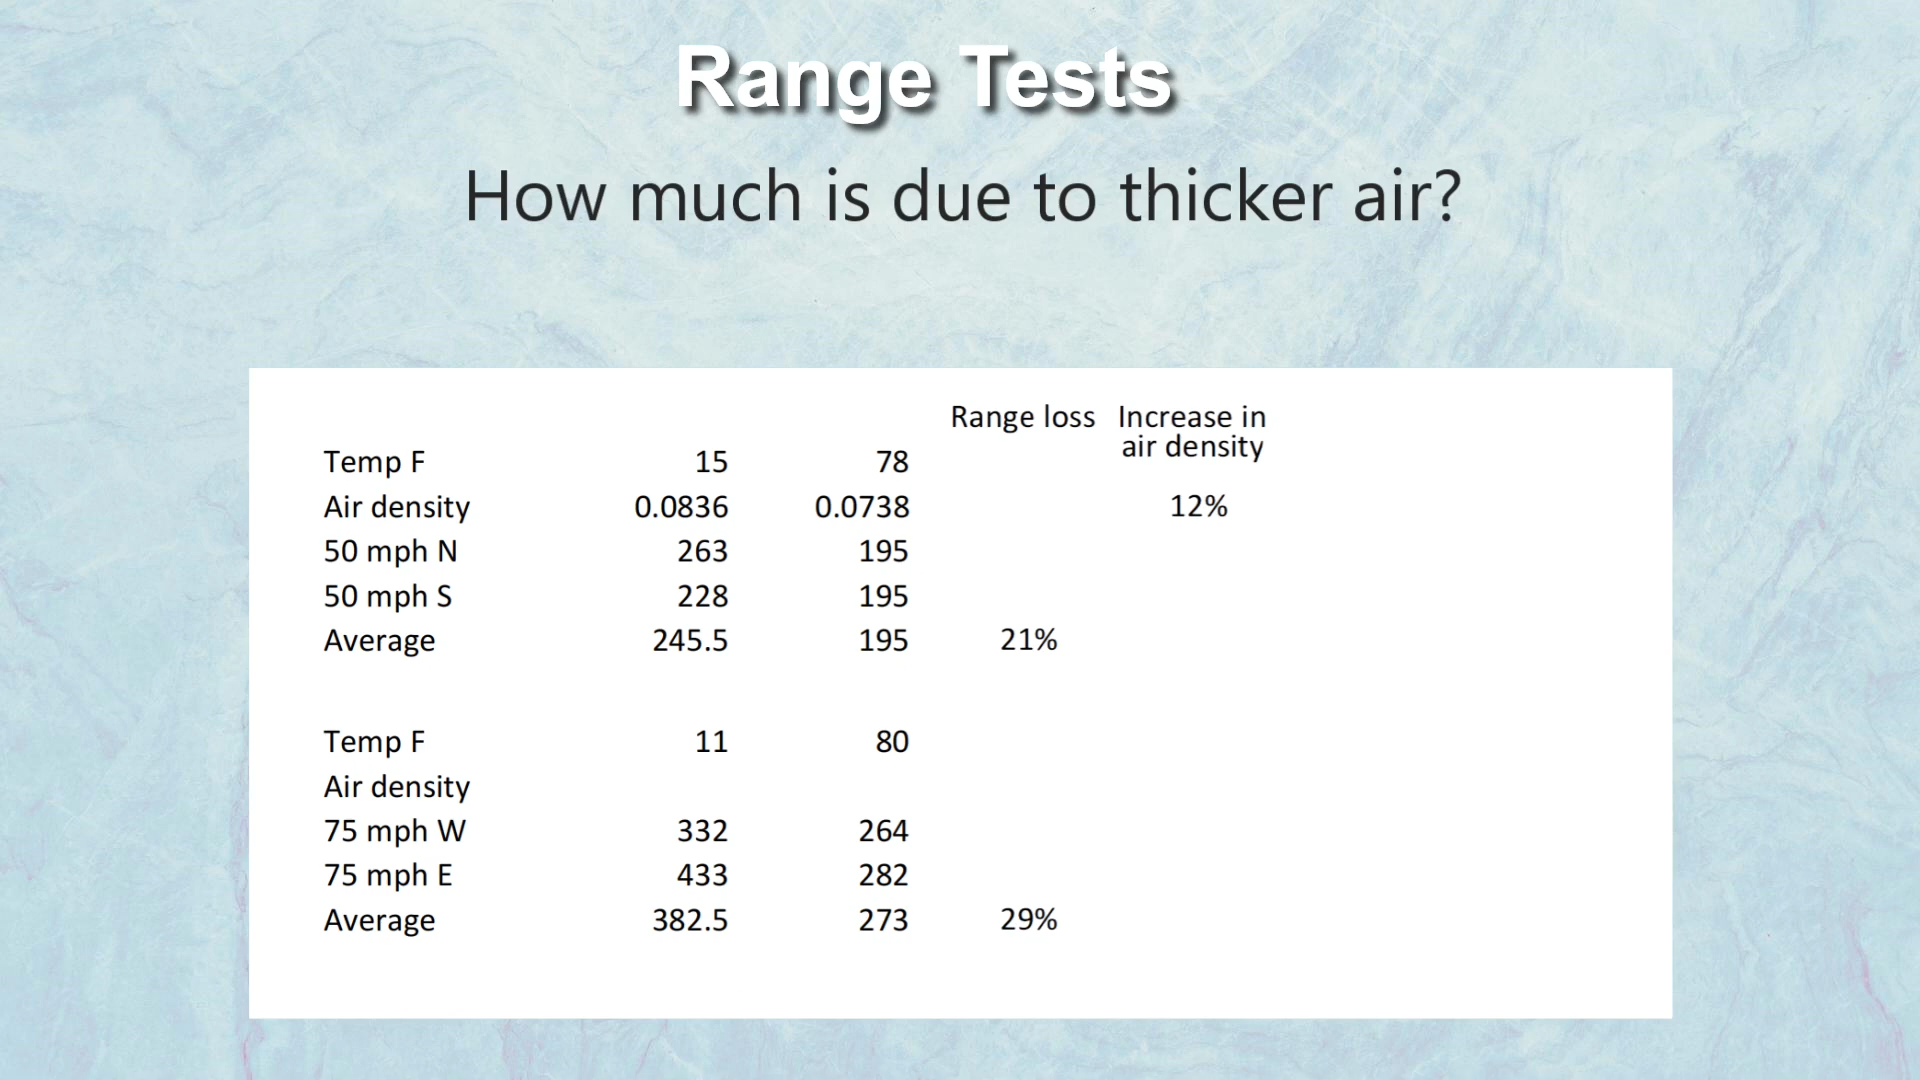 Range Tests
How much is due to thicker air?
Range loss Increase in
air density
Temp F 15 78
Air density 0.0836 0.0738 12%
50 mph N 263 195
50 mph S 228 195
Average 245.5 195 21%
Temp F 11 80
Air density
75 mph W 332 264
75 mph E 433 282
Average 382.5 273 29%